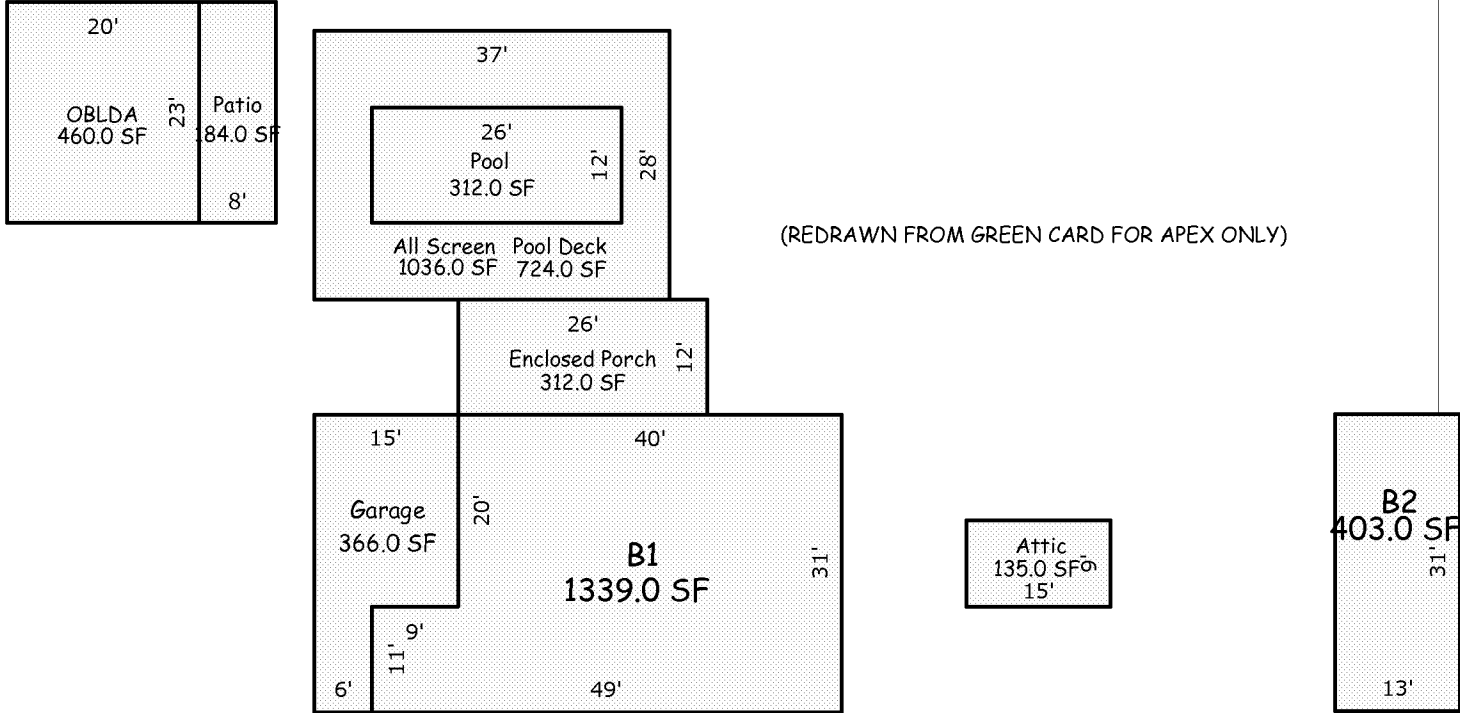 20'
OBLDA
460.0 SF
23'
Patio
184.0 SF
8'
37'
26'
Pool
312.0 SF
12'
28'
All Screen
1036.0 SF
Pool Deck
724.0 SF
(REDRAWN FROM GREEN CARD FOR APEX ONLY)
26'
Enclosed Porch
312.0 SF
12'
15'
40'
Garage
366.0 SF
20'
B1
1339.0 SF
31'
9'
11'
6'
49'
Attic
135.0 SF
9'
15'
B2
403.0 SF
31'
13'